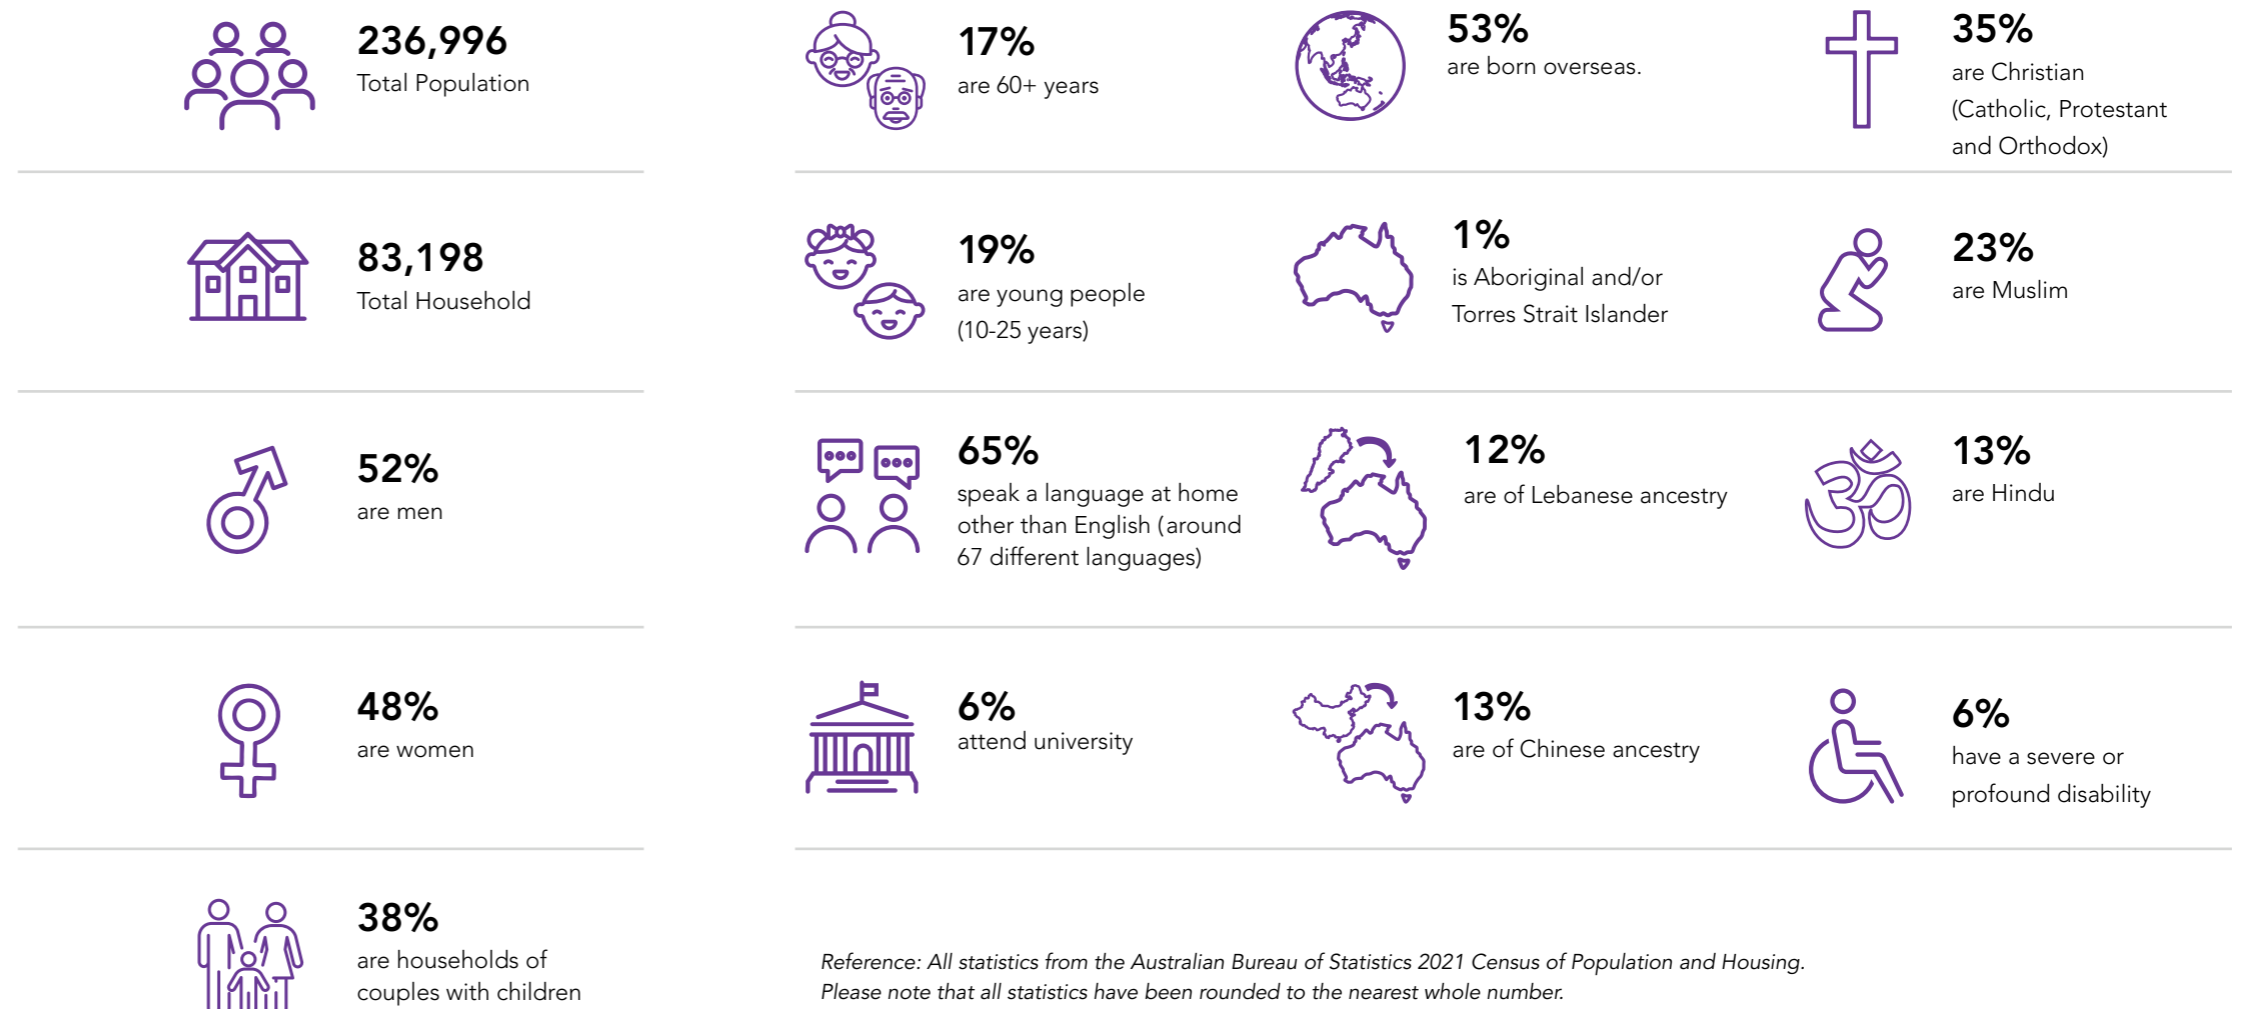 236,996
Total Population
83,198
Total Household
52%
are men
48%
are women
38%
are households of
couples with children
17%
are 60+ years
19%
are young people
(10-25 years)
65%
speak a language at home
other than English (around
67 different languages)
6%
attend university
53%
are born overseas.
1%
is Aboriginal and/or
Torres Strait Islander
12%
are of Lebanese ancestry
13%
are of Chinese ancestry
35%
are Christian
(Catholic, Protestant
and Orthodox)
23%
are Muslim
13%
are Hindu
6%
have a severe or
profound disability
Reference: All statistics from the Australian Bureau of Statistics 2021 Census of Population and Housing.
Please note that all statistics have been rounded to the nearest whole number.